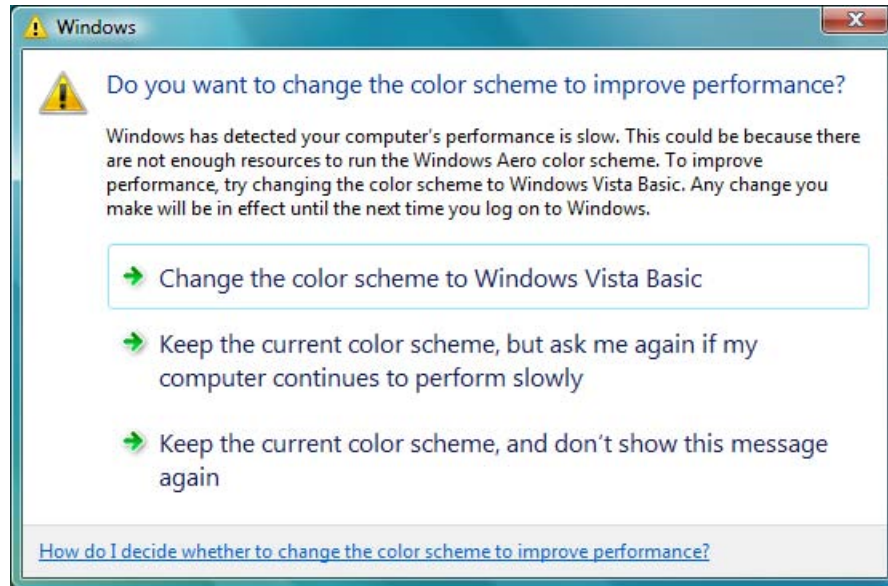 Windows
Do you want to change the color scheme to improve performance?
Windows has detected your computer's performance is slow. This could be because there
are not enough resources to run the Windows Aero color scheme. To improve
performance, try changing the color scheme to Windows Vista Basic. Any change you
make will be in effect until the next time you log on to Windows.
Change the color scheme to Windows Vista Basic
Keep the current color scheme, but ask me again if my
computer continues to perform slowly
Keep the current color scheme, and don't show this message
again
How do I decide whether to change the color scheme to improve performance?